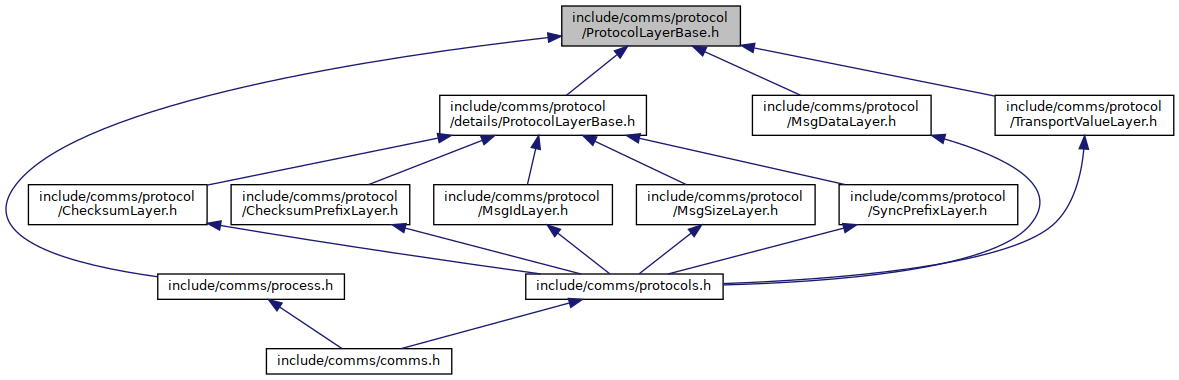 include/comms/protocol
/ProtocolLayerBase.h
include/comms/protocol
/details/ProtocolLayerBase.h
include/comms/protocol
/MsgDataLayer.h
include/comms/protocol
/TransportValueLayer.h
include/comms/protocol
/ChecksumLayer.h
include/comms/protocol
/ChecksumPrefixLayer.h
include/comms/protocol
/MsgIdLayer.h
include/comms/protocol
/MsgSizeLayer.h
include/comms/protocol
/SyncPrefixLayer.h
include/comms/process.h
include/comms/protocols.h
include/comms/comms.h